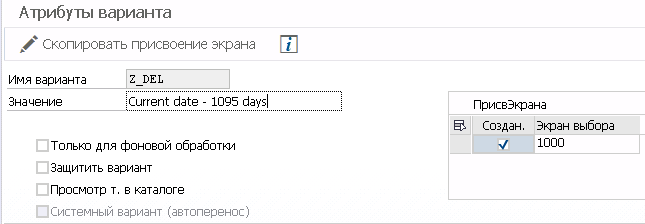 Атрибуты варианта
Скопировать присвоение экрана
Имя варианта Z_DEL
Значение Current date - 1095 days
ПрисвЭкрана
Создан. Экран выбора
1000
Только для фоновой обработки
Защитить вариант
Просмотр т. в каталоге
Системный вариант (автоперенос)